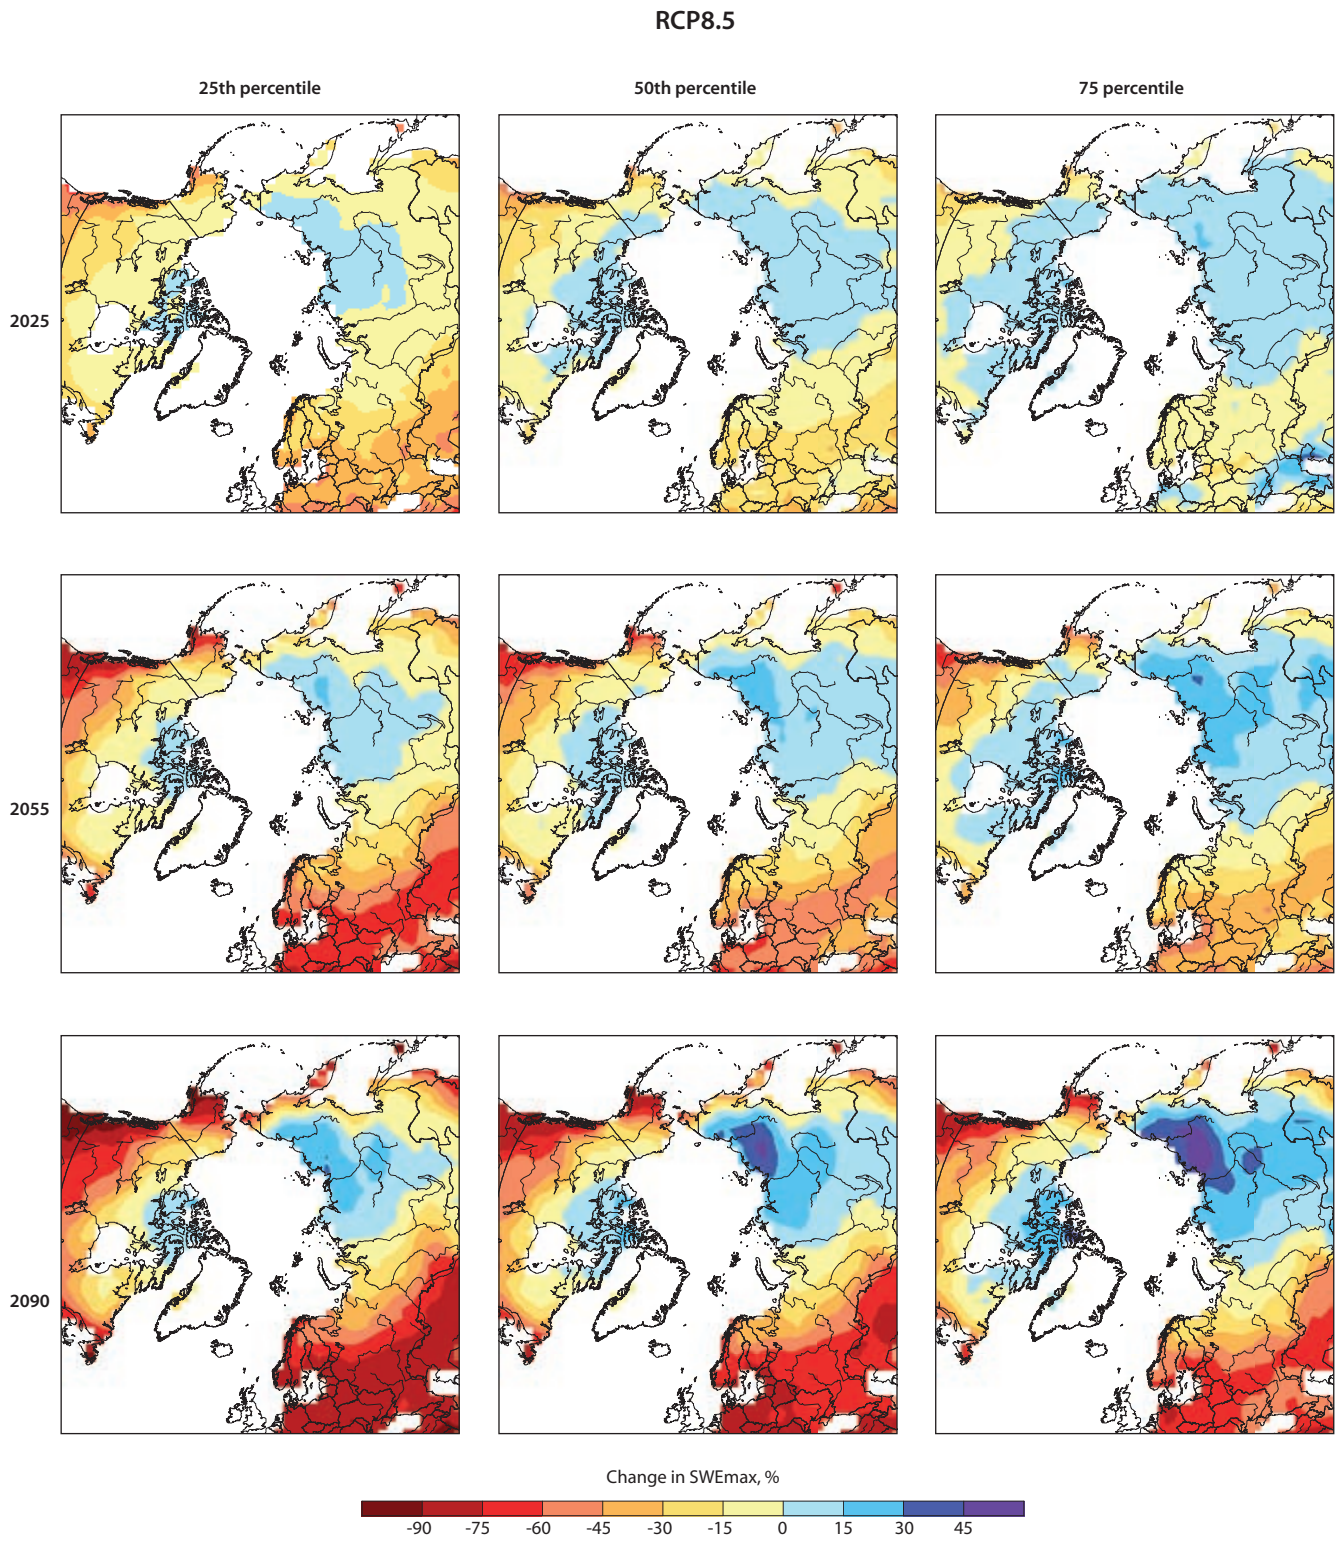 RCP8.5
25th percentile
50th percentile
75 percentile
2025
2055
2090
Change in SWEmax, %
-90 -75 -60 -45 -30 -15 0 15 30 45